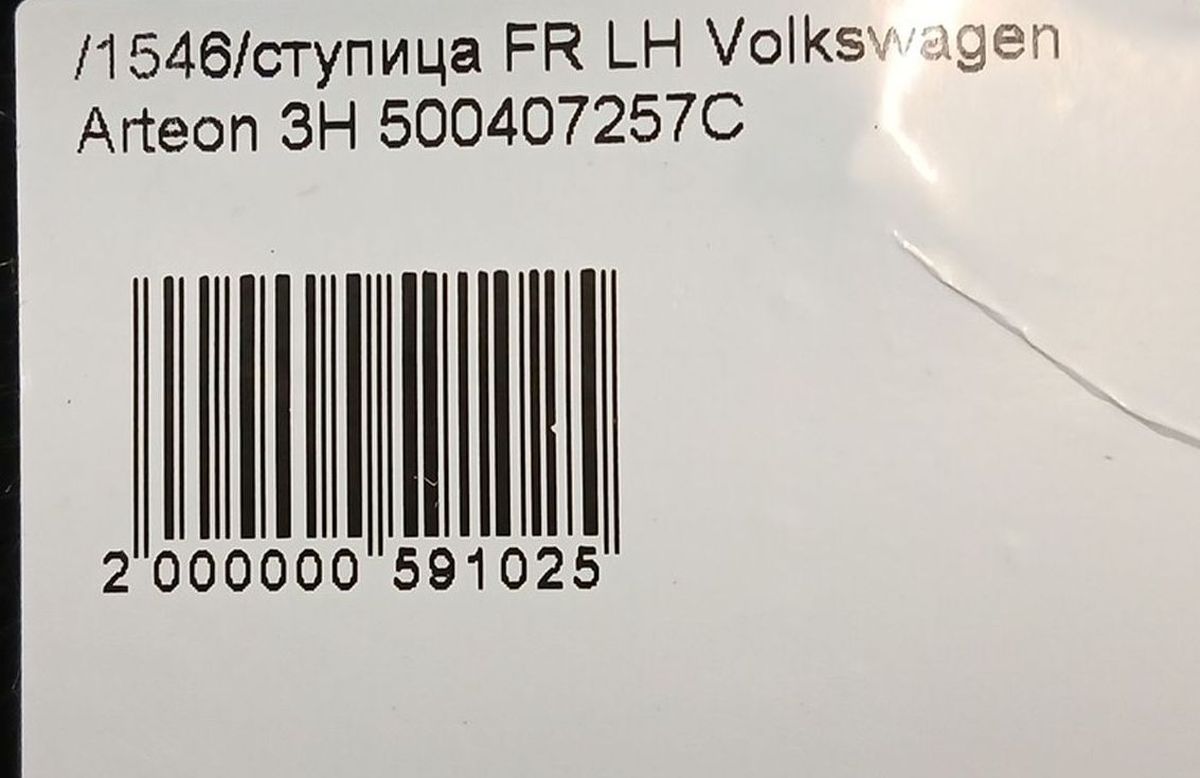 /1546/ступица FR LH Volkswagen
Arteon 3H 500407257C
2 000000 591025